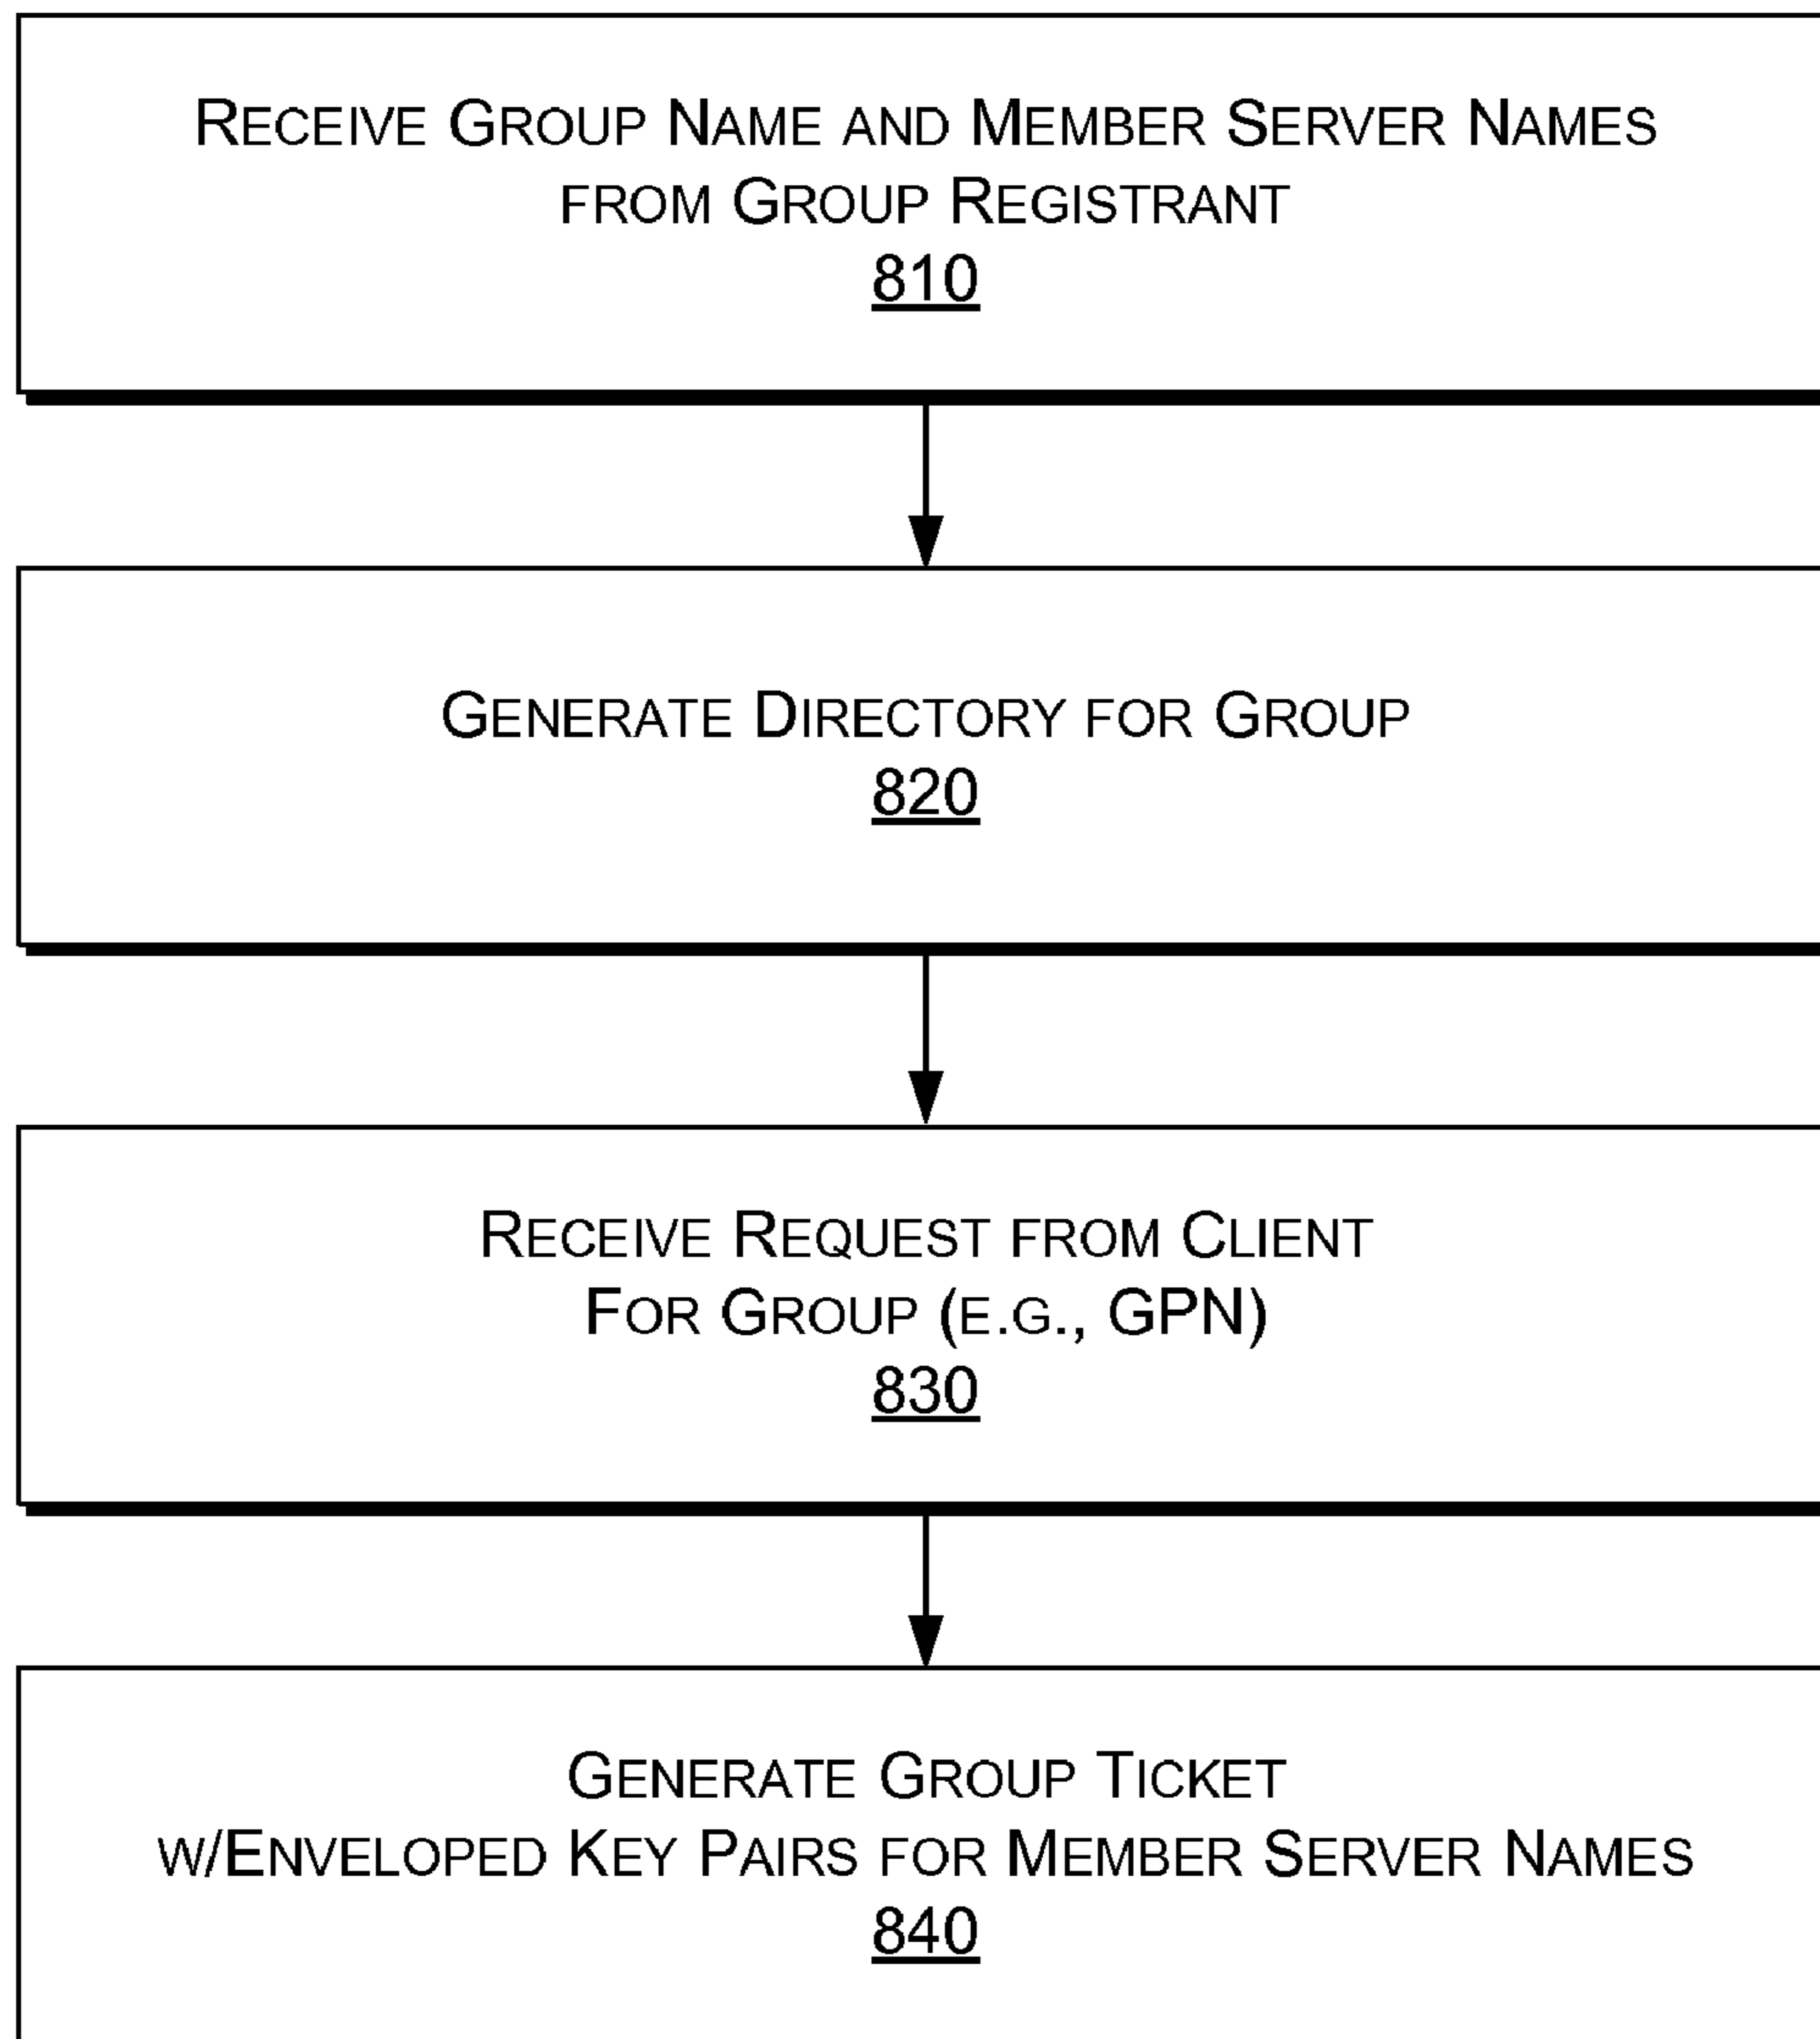 RECEIVE GROUP NAME AND MEMBER SERVER NAMES
FROM GROUP REGISTRANT
810
GENERATE DIRECTORY FOR GROUP
820
RECEIVE REQUEST FROM CLIENT
FOR GROUP (E.G., GPN)
830
GENERATE GROUP TICKET
W/ENVELOPED KEY PAIRS FOR MEMBER SERVER NAMES
840